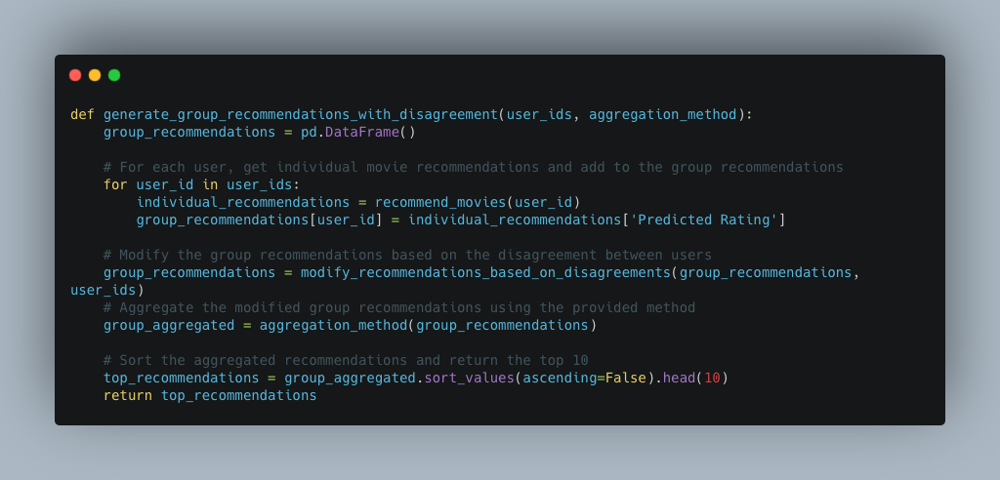 def generate_group_recommendations_with_disagreement(user_ids, aggregation_method):
    group_recommendations = pd.DataFrame()

    # For each user, get individual movie recommendations and add to the group recommendations
    for user_id in user_ids:
        individual_recommendations = recommend_movies(user_id)
        group_recommendations[user_id] = individual_recommendations['Predicted Rating']

    # Modify the group recommendations based on the disagreement between users
    group_recommendations = modify_recommendations_based_on_disagreements(group_recommendations,
user_ids)
    # Aggregate the modified group recommendations using the provided method
    group_aggregated = aggregation_method(group_recommendations)

    # Sort the aggregated recommendations and return the top 10
    top_recommendations = group_aggregated.sort_values(ascending=False).head(10)
    return top_recommendations